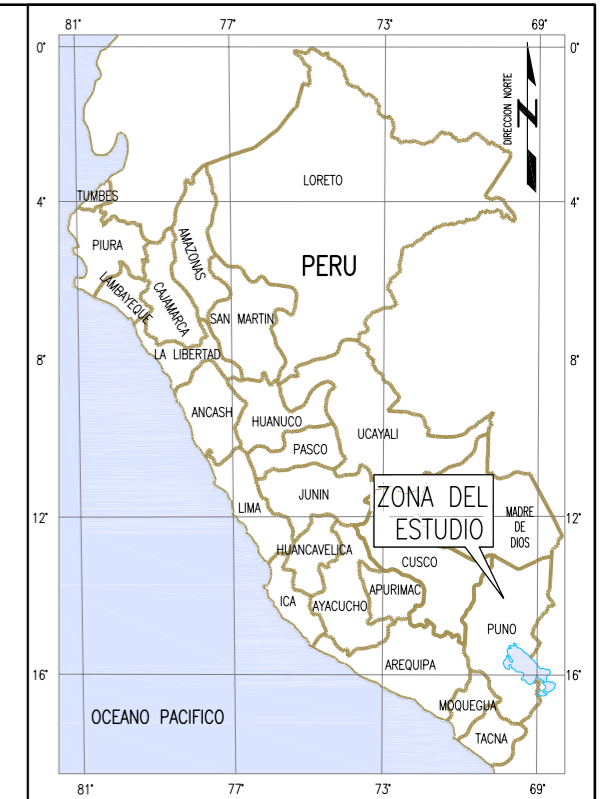 81° 77° 73° 69°
0° 0°
DIRECCION NORTE
N
LORETO
TUMBES
4° 4°
PIURA
AMAZONAS
PERU
LAMBAYEQUE
CAJAMARCA
SAN MARTIN
8° 8°
LA LIBERTAD
ANCASH
HUANUCO
UCAYALI
PASCO
JUNIN
ZONA DEL
ESTUDIO
LIMA
MADRE
DE
DIOS
12° 12°
HUANCAVELICA
CUSCO
APURIMAC
ICA
AYACUCHO
PUNO
AREQUIPA
16° 16°
MOQUEGUA
OCEANO PACIFICO
TACNA
81° 77° 73° 69°